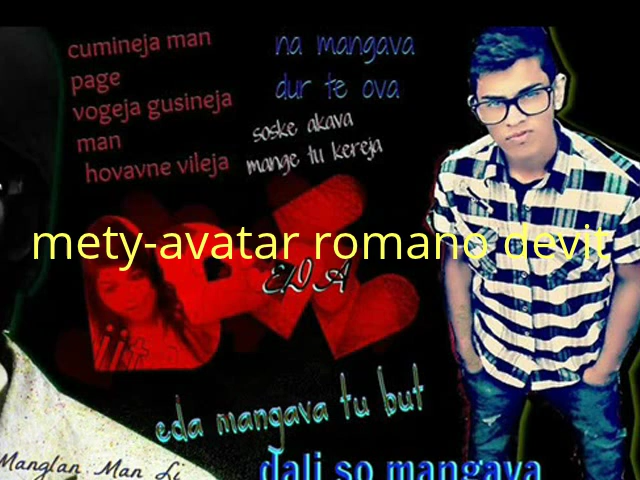 cumineja man
page
vogeja gusineja
man
hovavne vileja
na mangava
dur te ova
soske akava
mange tu kereja
mety-avatar romano devit
EDA
eda mangava tu but
Manglan Man Li
dali so mangava